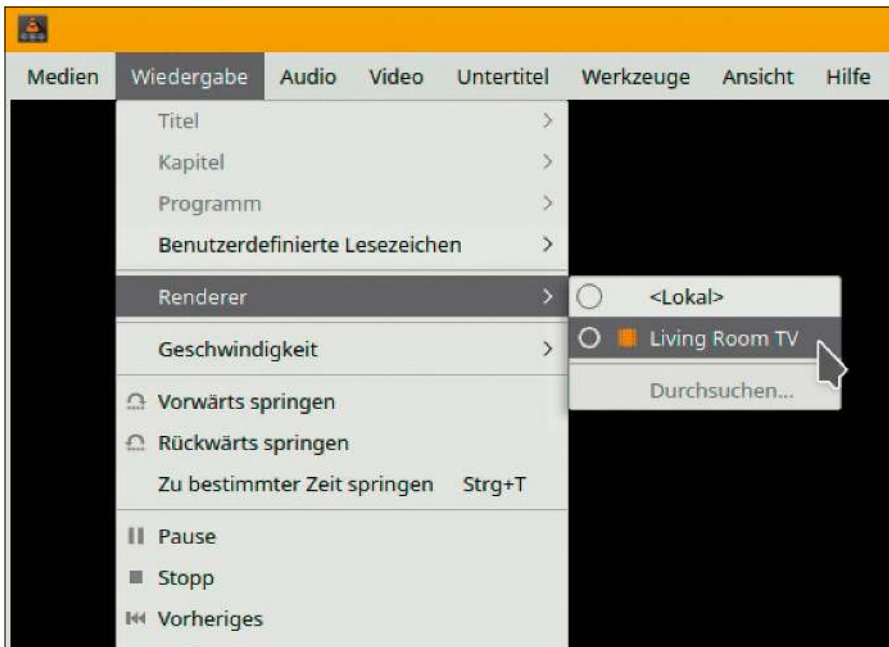 Medien Wiedergabe Audio Video Untertitel Werkzeuge Ansicht Hilfe
Titel
Kapitel
Programm
Benutzerdefinierte Lesezeichen
Renderer
<Lokal>
Living Room TV
Durchsuchen...
Geschwindigkeit
Vorwärts springen
Rückwärts springen
Zu bestimmter Zeit springen Strg+T
Pause
Stopp
Vorheriges